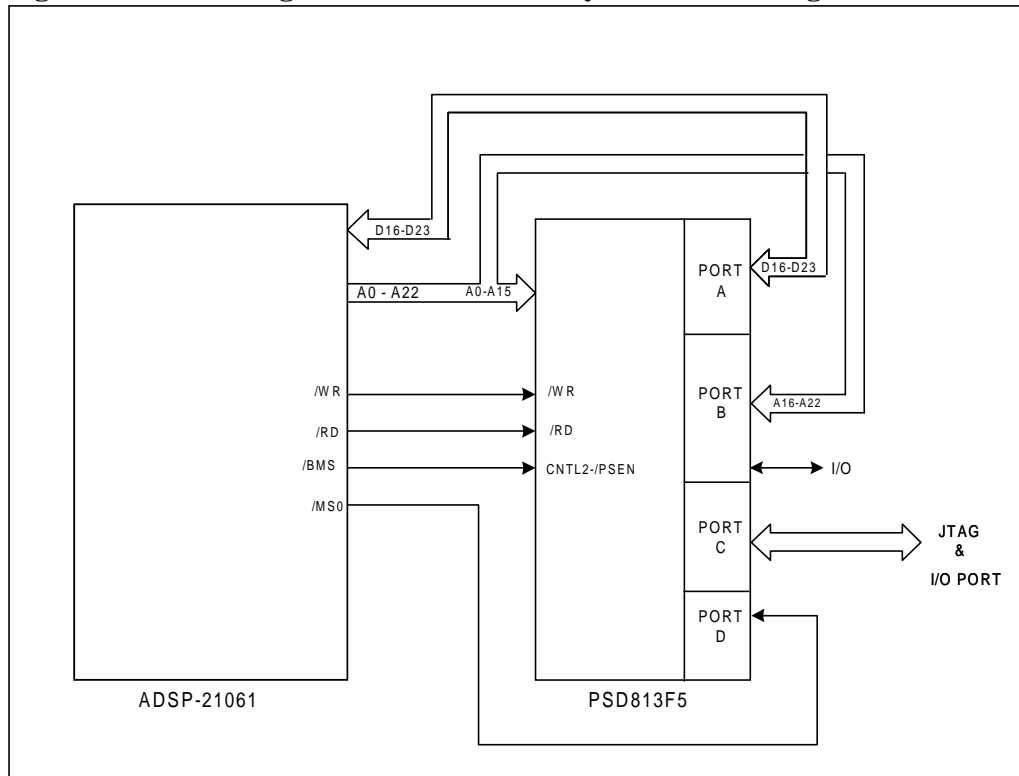 D16-D23
A0 - A22
A0-A15
/WR
/RD
/BMS
/MS0
/WR
/RD
CNTL2-/PSEN
PORT
A
D16-D23
PORT
B
A16-A22
I/O
PORT
C
JTAG
&
I/O PORT
PORT
D
ADSP-21061
PSD813F5